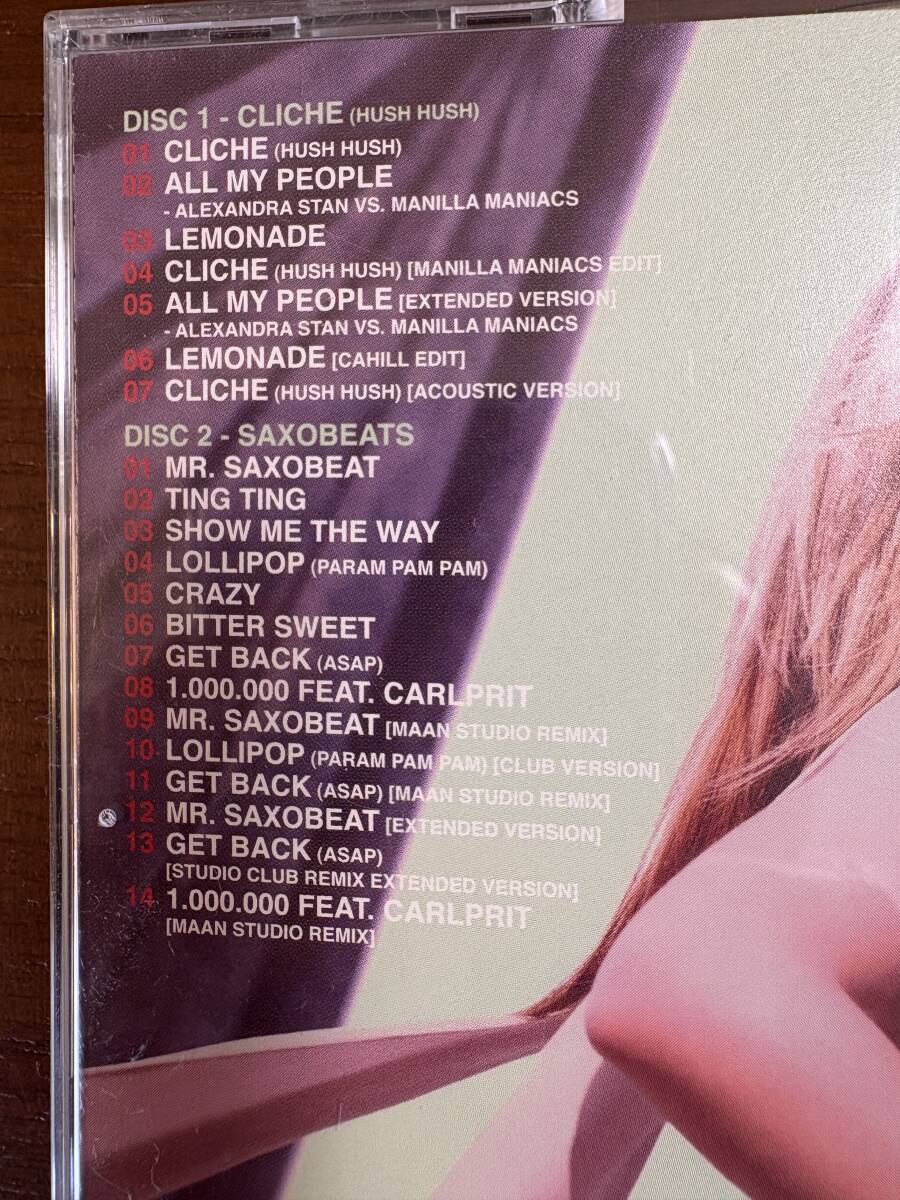 DISC 1 - CLICHE (HUSH HUSH)
01 CLICHE (HUSH HUSH)
02 ALL MY PEOPLE
- ALEXANDRA STAN VS. MANILLA MANIACS
03 LEMONADE
04 CLICHE (HUSH HUSH) [MANILLA MANIACS EDIT]
05 ALL MY PEOPLE [EXTENDED VERSION]
- ALEXANDRA STAN VS. MANILLA MANIACS
06 LEMONADE [CAHILL EDIT]
07 CLICHE (HUSH HUSH) [ACOUSTIC VERSION]
DISC 2 - SAXOBEATS
01 MR. SAXOBEAT
02 TING TING
03 SHOW ME THE WAY
04 LOLLIPOP (PARAM PAM PAM)
05 CRAZY
06 BITTER SWEET
07 GET BACK (ASAP)
08 1.000.000 FEAT. CARLPRIT
09 MR. SAXOBEAT [MAAN STUDIO REMIX]
10 LOLLIPOP (PARAM PAM PAM) [CLUB VERSION]
11 GET BACK (ASAP) [MAAN STUDIO REMIX]
12 MR. SAXOBEAT [EXTENDED VERSION]
13 GET BACK (ASAP)
[STUDIO CLUB REMIX EXTENDED VERSION]
14 1.000.000 FEAT. CARLPRIT
[MAAN STUDIO REMIX]